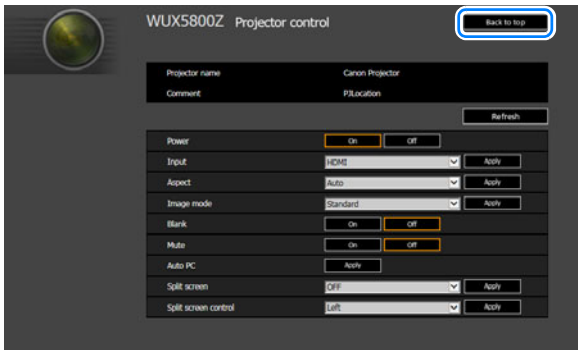 WUX5800Z Projector control Back to top
Projector name Canon Projector
Comment PJLocation
Refresh
Power On Off
Input HDMI Apply
Aspect Auto Apply
Image mode Standard Apply
Blank On Off
Mute On Off
Auto PC Apply
Split screen OFF Apply
Split screen control Left Apply